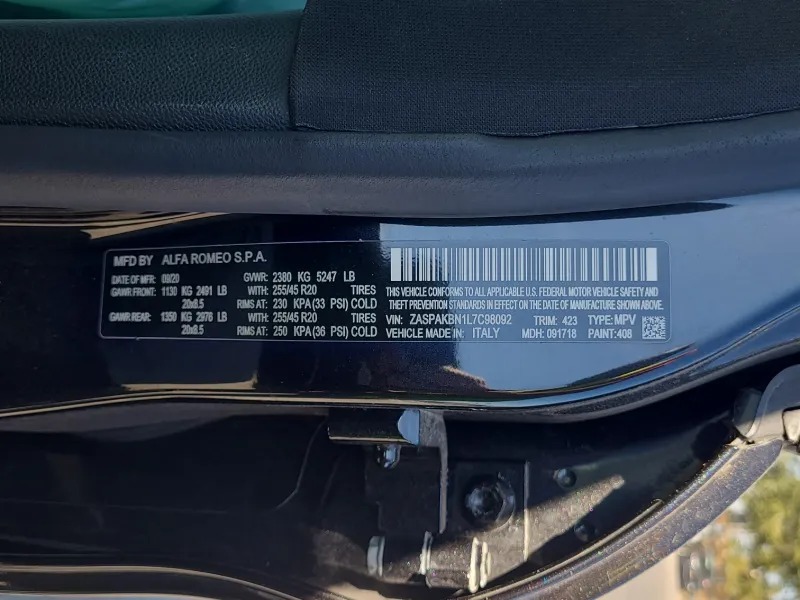 MFD BY ALFA ROMEO S.P.A.
DATE OF MFR 09/20 GVWR: 2380 KG 5247 LB
GAWR FRONT: 1130 KG 2491 LB WITH: 255/45 R20 TIRES
20x8.5 RIMS AT: 230 KPA(33 PSI) COLD
GAWR REAR: 1350 KG 2976 LB WITH: 255/45 R20 TIRES
20x8.5 RIMS AT: 250 KPA(36 PSI) COLD
THIS VEHICLE CONFORMS TO ALL APPLICABLE U.S. FEDERAL MOTOR VEHICLE SAFETY AND
THEFT PREVENTION STANDARDS IN EFFECT ON THE DATE OF MANUFACTURE SHOWN ABOVE.
VIN: ZASPAKBN1L7C98092 TRIM: 423 TYPE: MPV
VEHICLE MADE IN: ITALY MDH: 091718 PAINT: 408